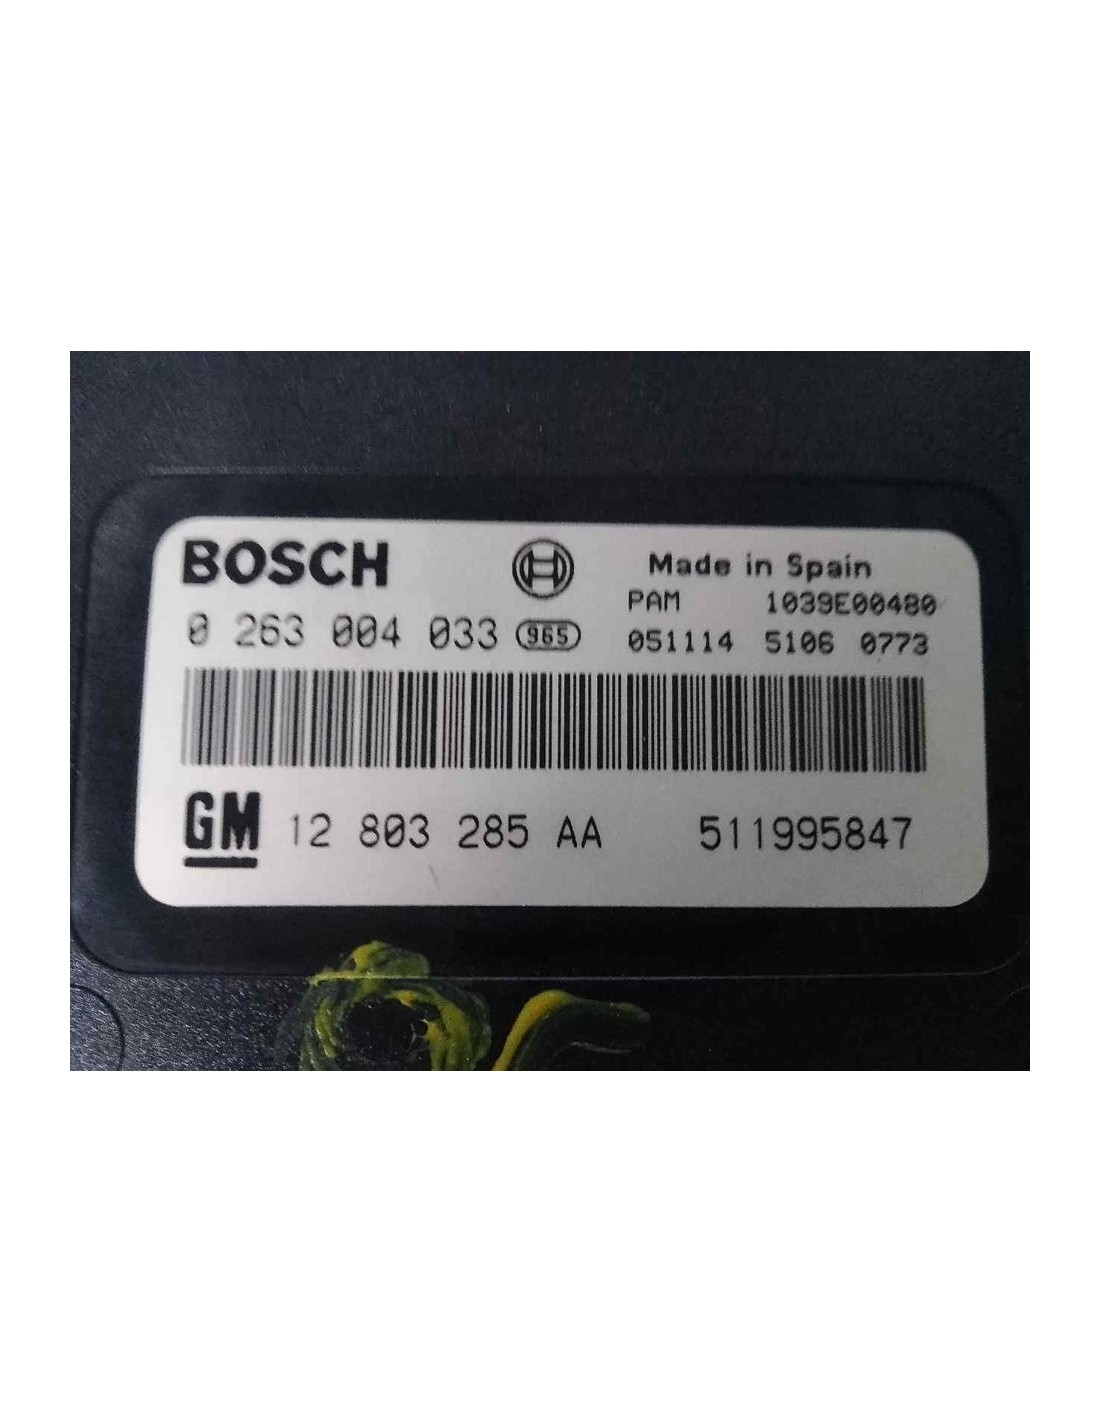 BOSCH
Made in Spain
PAM 1039E00480
0 263 004 033 965
051114 5106 0773
GM 12 803 285 AA 511995847